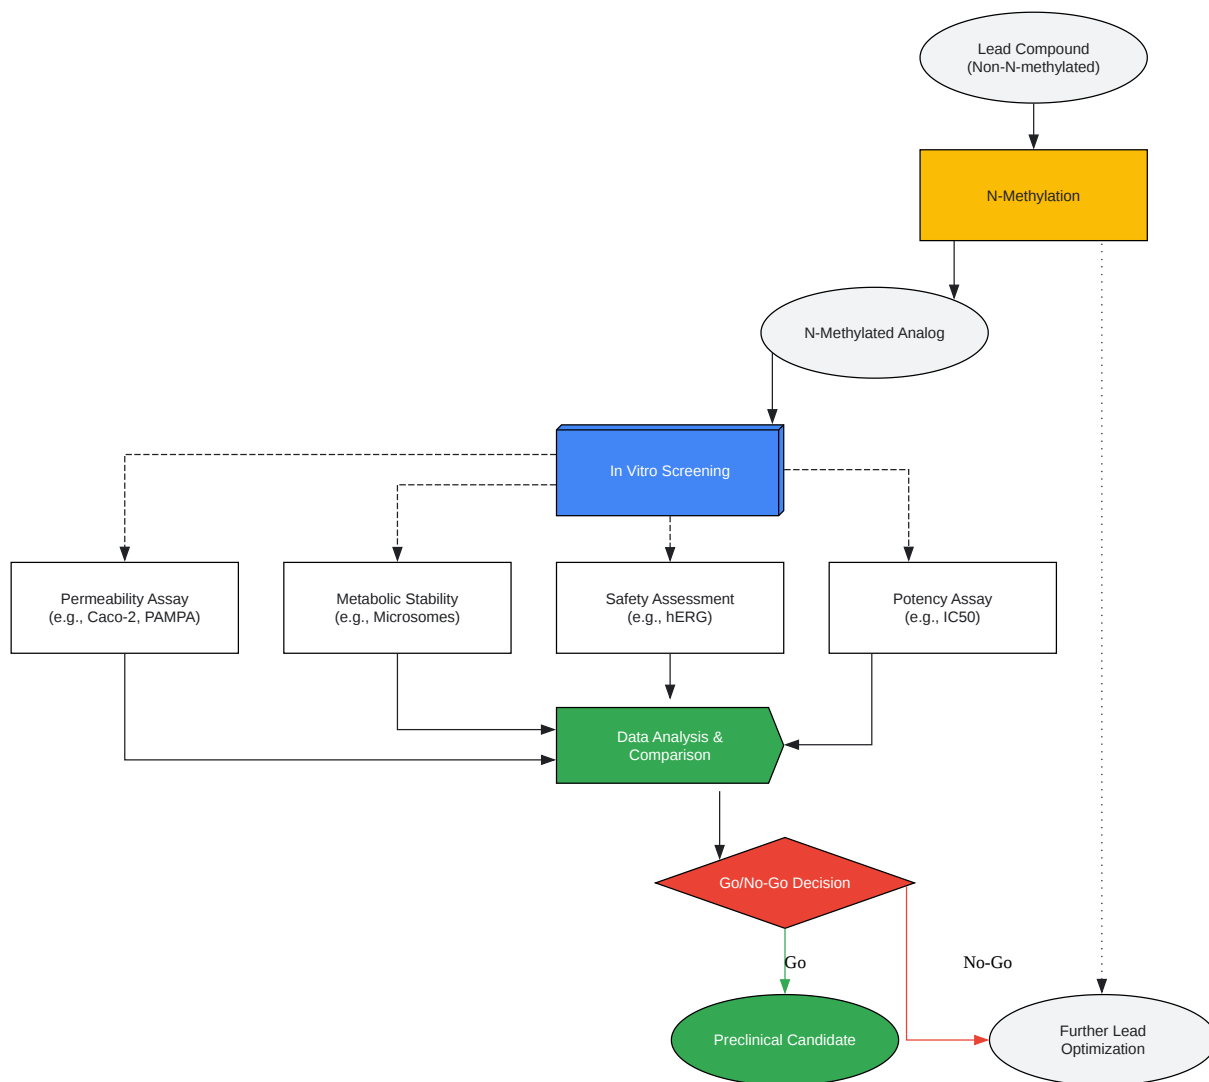 Lead Compound
(Non-N-methylated)
N-Methylation
N-Methylated Analog
In Vitro Screening
Permeability Assay
(e.g., Caco-2, PAMPA)
Metabolic Stability
(e.g., Microsomes)
Safety Assessment
(e.g., hERG)
Potency Assay
(e.g., IC50)
Data Analysis &
Comparison
Go/No-Go Decision
Go
No-Go
Preclinical Candidate
Further Lead
Optimization